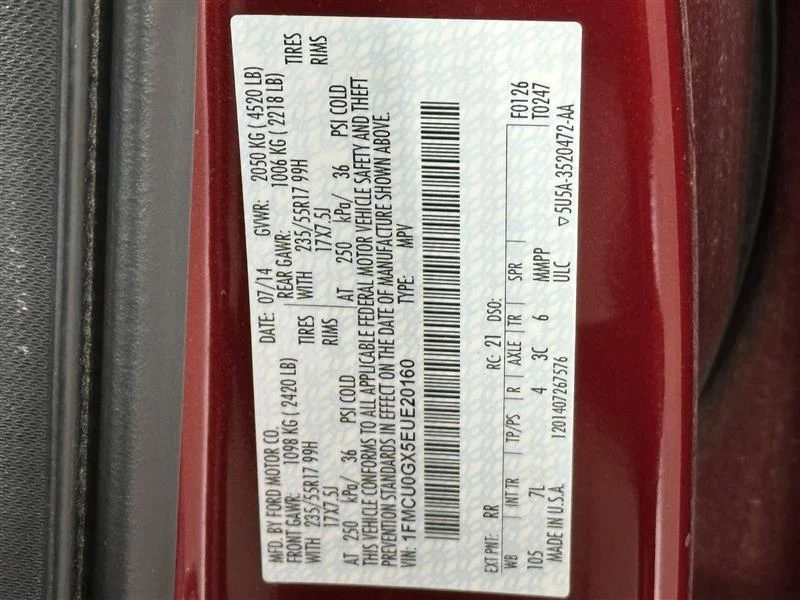 MFD. BY FORD MOTOR CO. DATE: 07/14 GVWR: 2050 KG ( 4520 LB)
FRONT GAWR: 1098 KG ( 2420 LB) REAR GAWR: 1006 KG ( 2218 LB)
WITH 235/55R17 99H TIRES WITH 235/55R17 99H TIRES
17X7.5J RIMS 17X7.5J RIMS
AT 250 kPa/ 36 PSI COLD AT 250 kPa/ 36 PSI COLD
THIS VEHICLE CONFORMS TO ALL APPLICABLE FEDERAL MOTOR VEHICLE SAFETY AND THEFT
PREVENTION STANDARDS IN EFFECT ON THE DATE OF MANUFACTURE SHOWN ABOVE.
VIN: 1FMCU0GX5EUE20160 TYPE: MPV
EXT PNT: RR RC: 21 DSO: F0126
WB INT TR TP/PS R AXLE TR SPR T0247
105 7L 4 3C 6 MMPP
MADE IN U.S.A. 1201407267576 ULC ▽5U5A-3520472-AA